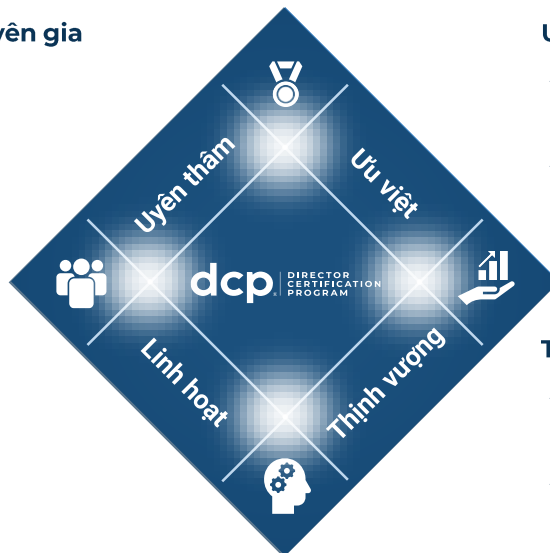 yên gia
U
Uyên thâm
Ưu việt
dcp
DIRECTOR
CERTIFICATION
PROGRAM
Linh hoạt
Thịnh vượng
T